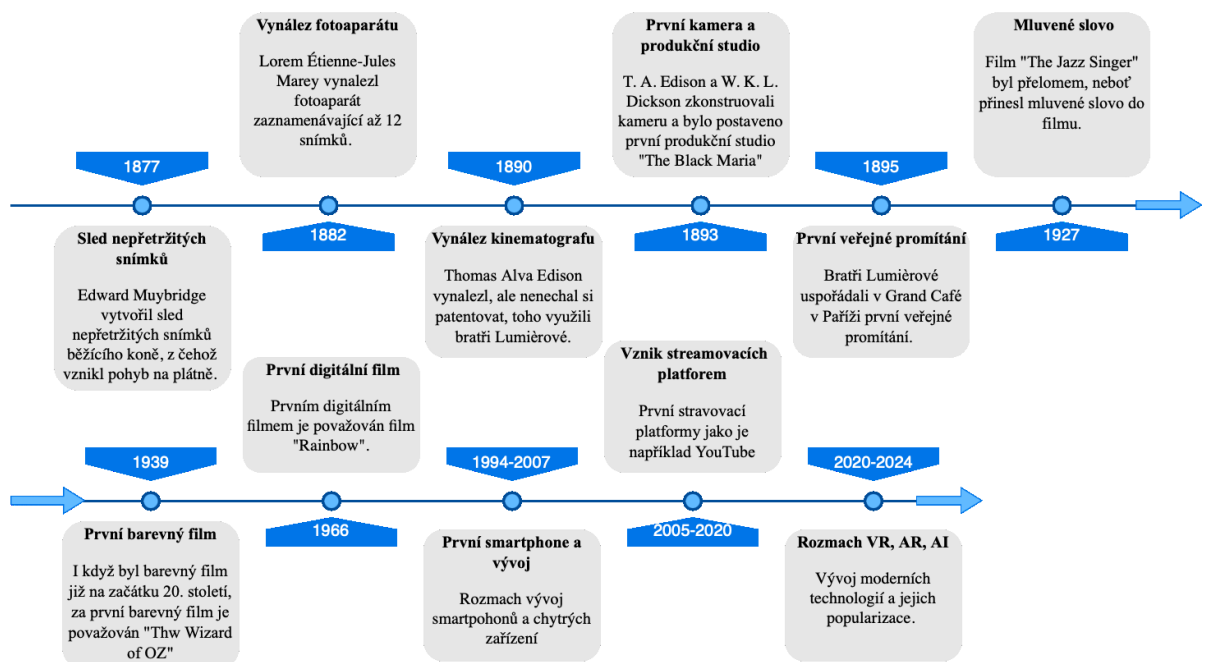 Vynález fotoaparátu
Lorem Étienne-Jules
Marey vynalezl
fotoaparát
zaznamenávající až 12
snímků.
První kamera a
produkční studio
T. A. Edison a W. K. L.
Dickson zkonstruovali
kameru a bylo postaveno
první produkční studio
"The Black Maria"
Mluvené slovo
Film "The Jazz Singer"
byl přelomem, neboť
přinesl mluvené slovo do
filmu.
1877
1890
1895
1882
1893
1927
Sled nepřetržitých
snímků
Edward Muybridge
vytvořil sled
nepřetržitých snímků
běžícího koně, z čehož
vznikl pohyb na plátně.
Vynález kinematografu
Thomas Alva Edison
vynalezl, ale nenechal si
patentovat, toho využili
bratři Lumièrové.
První veřejné promítání
Bratři Lumièrové
uspořádali v Grand Café
v Paříži první veřejné
promítání.
První digitální film
Prvním digitálním
filmem je považován film
"Rainbow".
Vznik streamovacích
platforem
První stravovací
platformy jako je
například YouTube
1939
1994-2007
2020-2024
1966
2005-2020
První barevný film
I když byl barevný film
již na začátku 20. století,
za první barevný film je
považován "Thw Wizard
of OZ"
První smartphone a
vývoj
Rozmach vývoj
smartpohonů a chytrých
zařízení
Rozmach VR, AR, AI
Vývoj moderních
technologií a jejich
popularizace.